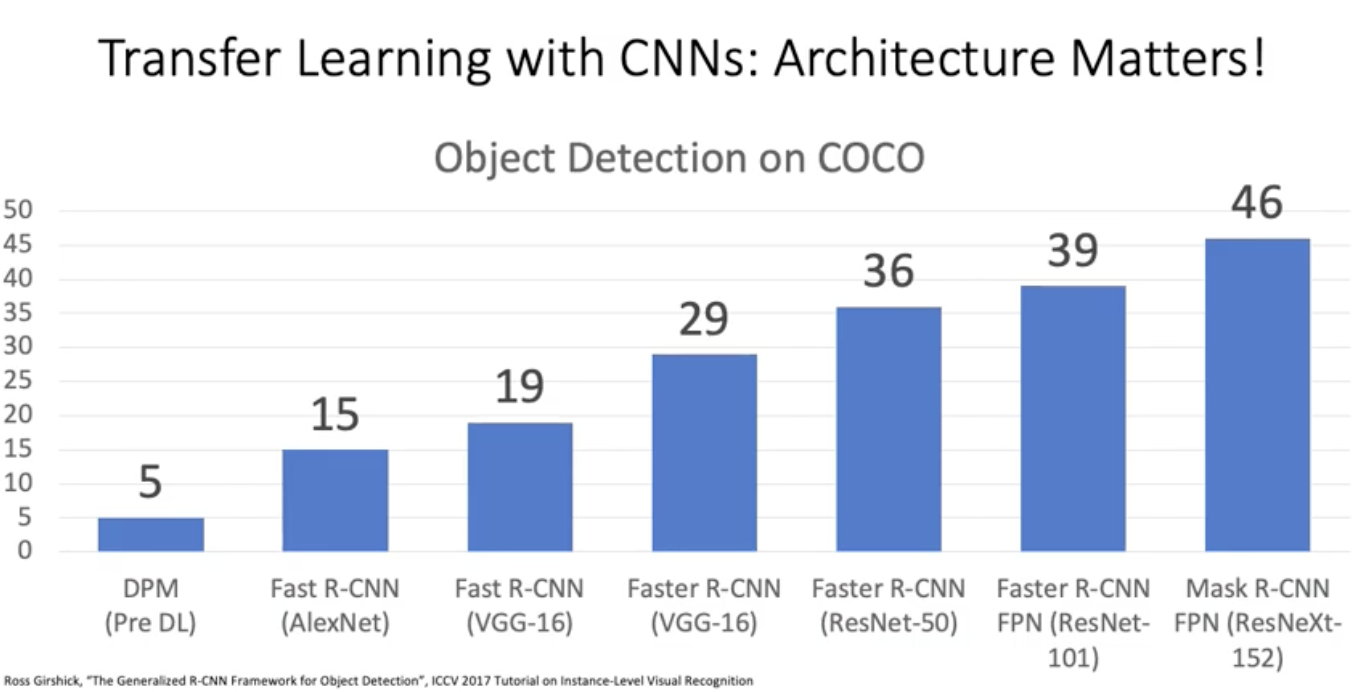 Transfer Learning with CNNs: Architecture Matters!
Object Detection on COCO
50
45
40
35
30
25
20
15
10
5
0
5
15
19
29
36
39
46
DPM
(Pre DL)
Fast R-CNN
(AlexNet)
Fast R-CNN
(VGG-16)
Faster R-CNN
(VGG-16)
Faster R-CNN
(ResNet-50)
Faster R-CNN
FPN (ResNet-
101)
Mask R-CNN
FPN (ResNeXt-
152)
Ross Girshick, "The Generalized R-CNN Framework for Object Detection", ICCV 2017 Tutorial on Instance-Level Visual Recognition